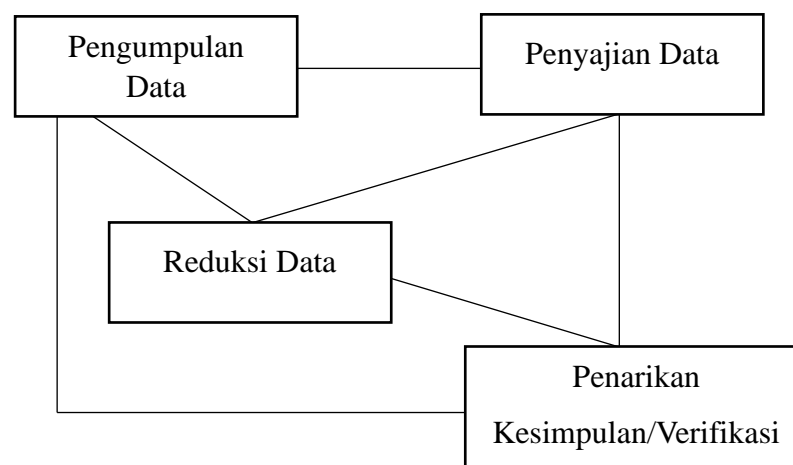 Pengumpulan
Data
Penyajian Data
Reduksi Data
Penarikan
Kesimpulan/Verifikasi